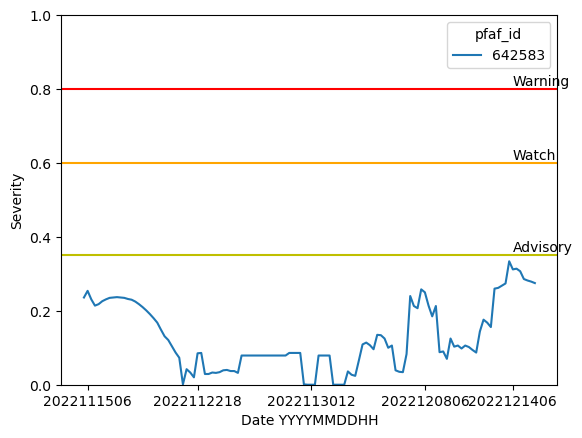 pfaf_id
642583
1.0
0.8
0.6
0.4
0.2
0.0
Severity
Warning
Watch
Advisory
2022111506 2022112218 2022113012 2022120806 2022121406
Date YYYYMMDDHH